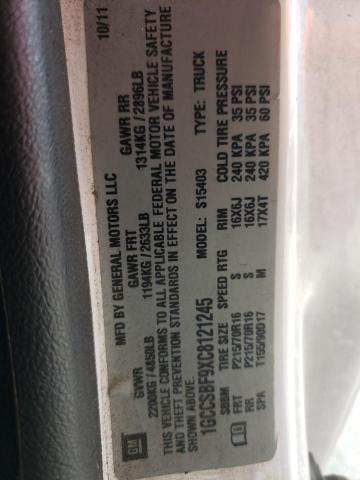 GM
MFD BY GENERAL MOTORS LLC
10/11
GVWR GAWR FRT GAWR RR
2200KG / 4850LB 1194KG / 2633LB 1314KG / 2896LB
THIS VEHICLE CONFORMS TO ALL APPLICABLE FEDERAL MOTOR VEHICLE SAFETY
AND THEFT PREVENTION STANDARDS IN EFFECT ON THE DATE OF MANUFACTURE
SHOWN ABOVE.
1GCCSBF9XC8121245 MODEL: S15403 TYPE: TRUCK
SBBM TIRE SIZE SPEED RTG RIM COLD TIRE PRESSURE
FRT P215/70R16 S 16X6J 240 KPA 35 PSI
RR P215/70R16 S 16X6J 240 KPA 35 PSI
SPA T155/90D17 M 17X4T 420 KPA 60 PSI